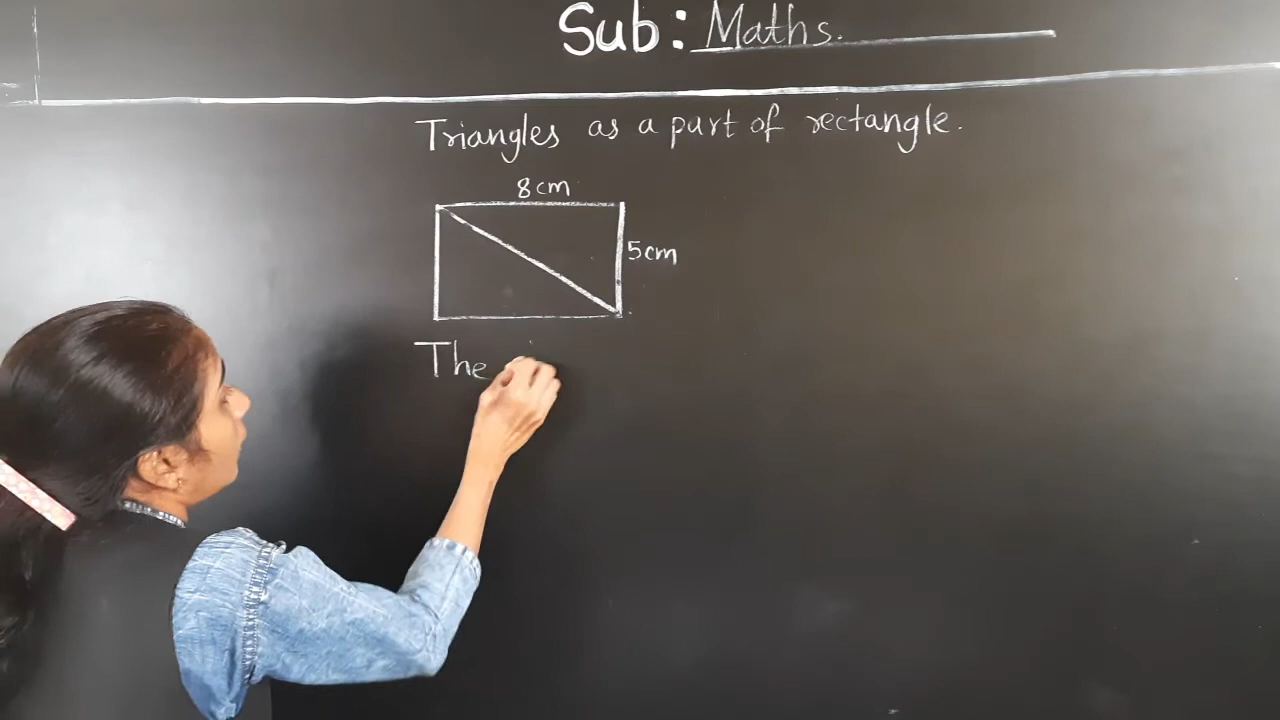 Sub: Maths.
Triangles as a part of rectangle.
8cm
5cm
The